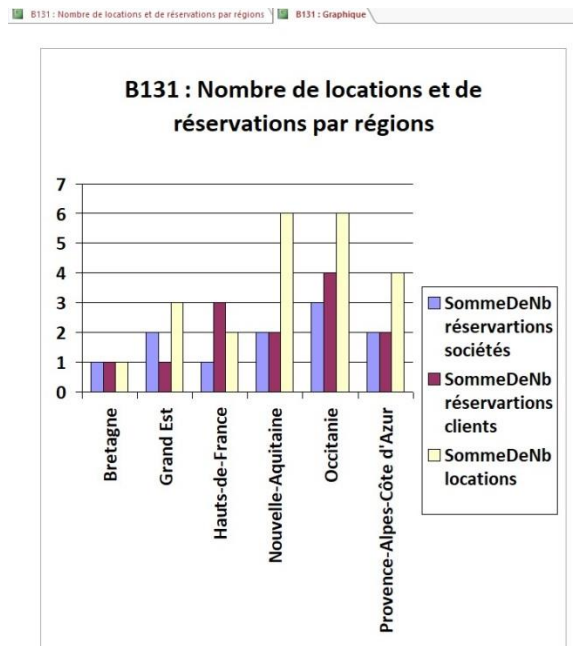 B131 : Nombre de locations et de réservations par régions
B131 : Graphique
B131 : Nombre de locations et de
réservations par régions
7
6
5
4
3
2
1
0
Bretagne
Grand Est
Hauts-de-France
Nouvelle-Aquitaine
Occitanie
Provence-Alpes-Côte d'Azur
SommeDeNb
réservartions
sociétés
SommeDeNb
réservartions
clients
SommeDeNb
locations